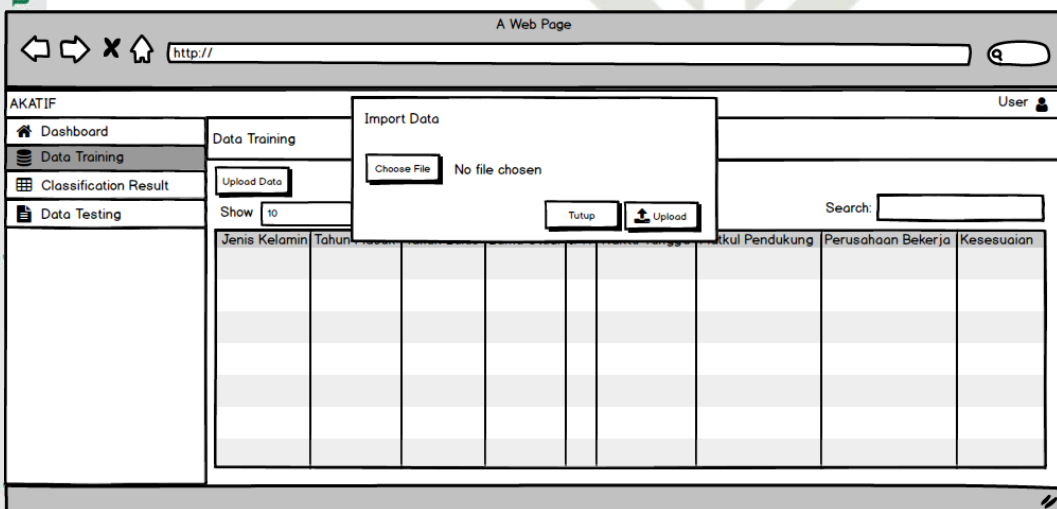 A Web Page
http://
AKATIF
User
Dashboard
Data Training
Classification Result
Data Testing
Data Training
Upload Data
Show 10
Search:
Import Data
Choose File No file chosen
Tutup Upload
Jenis Kelamin Tahun Pendukung Perusahaan Bekerja Kesesuaian